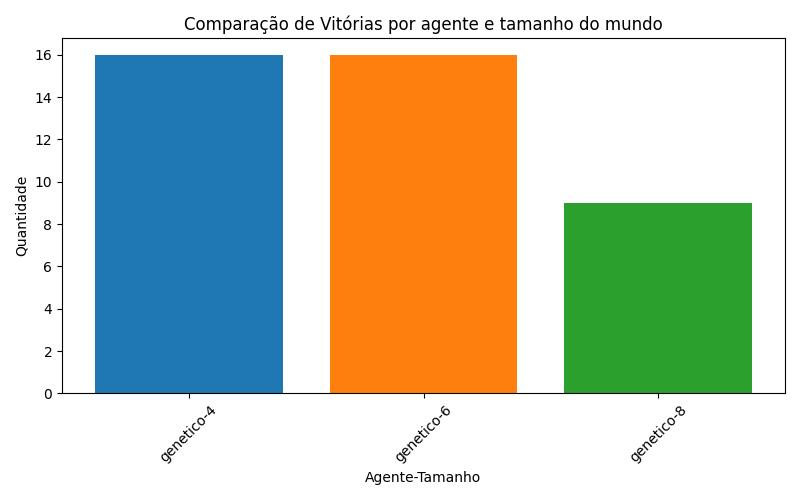 Comparação de Vitórias por agente e tamanho do mundo
Quantidade
16
14
12
10
8
6
4
2
0
genetico-4
genetico-6
genetico-8
Agente-Tamanho